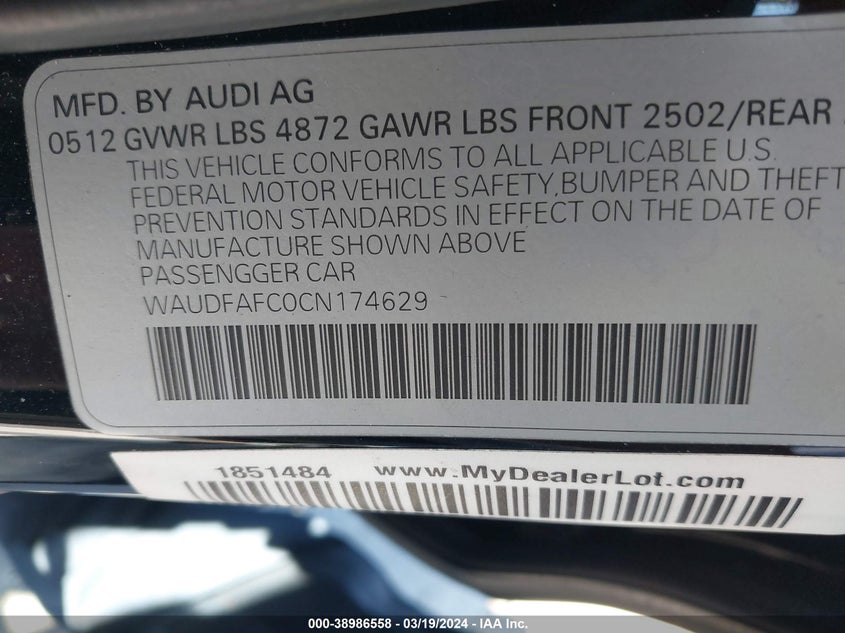 MFD. BY AUDI AG
0512 GVWR LBS 4872 GAWR LBS FRONT 2502/REAR
THIS VEHICLE CONFORMS TO ALL APPLICABLE U.S.
FEDERAL MOTOR VEHICLE SAFETY, BUMPER AND THEFT
PREVENTION STANDARDS IN EFFECT ON THE DATE OF
MANUFACTURE SHOWN ABOVE
PASSENGGER CAR
WAUDFAFC0CN174629
1851484 www.MyDealerLot.com
000-38986558 - 03/19/2024 - IAA Inc.